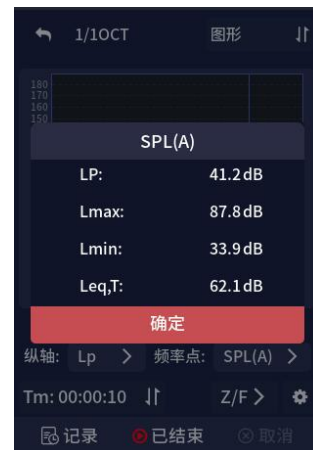 1/1OCT 图形
180
170
160
150
SPL(A)
LP: 41.2dB
Lmax: 87.8dB
Lmin: 33.9dB
Leq,T: 62.1dB
确定
纵轴: Lp > 频率点: SPL(A) >
Tm: 00:00:10 Z/F >
记录 已结束 取消